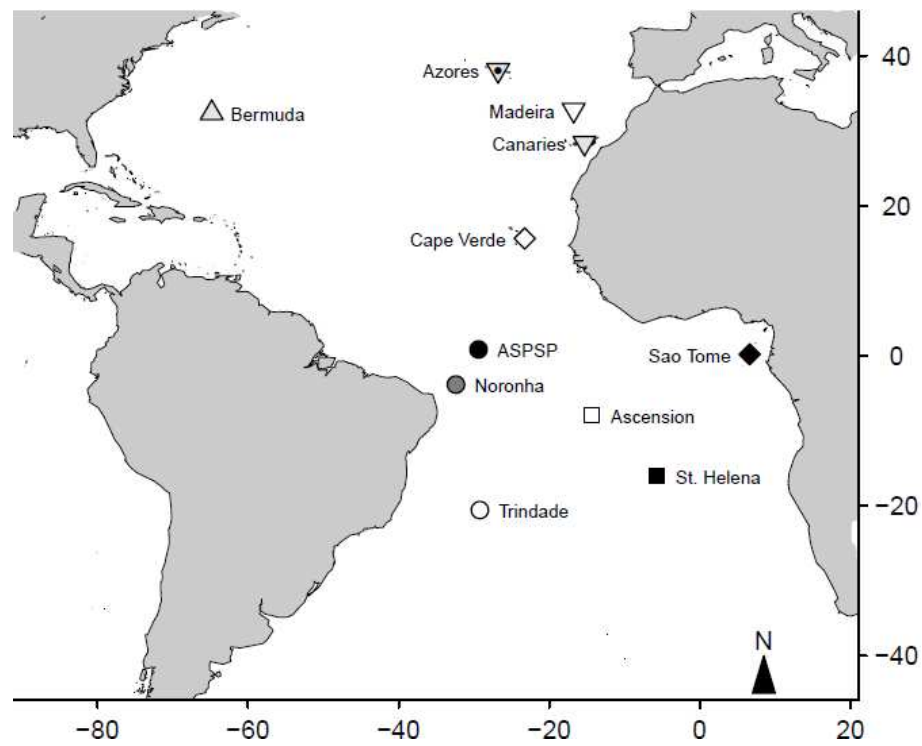 Azores
Bermuda
Madeira
Canaries
Cape Verde
ASPSP
Sao Tome
Noronha
Ascension
St. Helena
Trindade
N
40
20
0
−20
−40
−80
−60
−40
−20
0
20